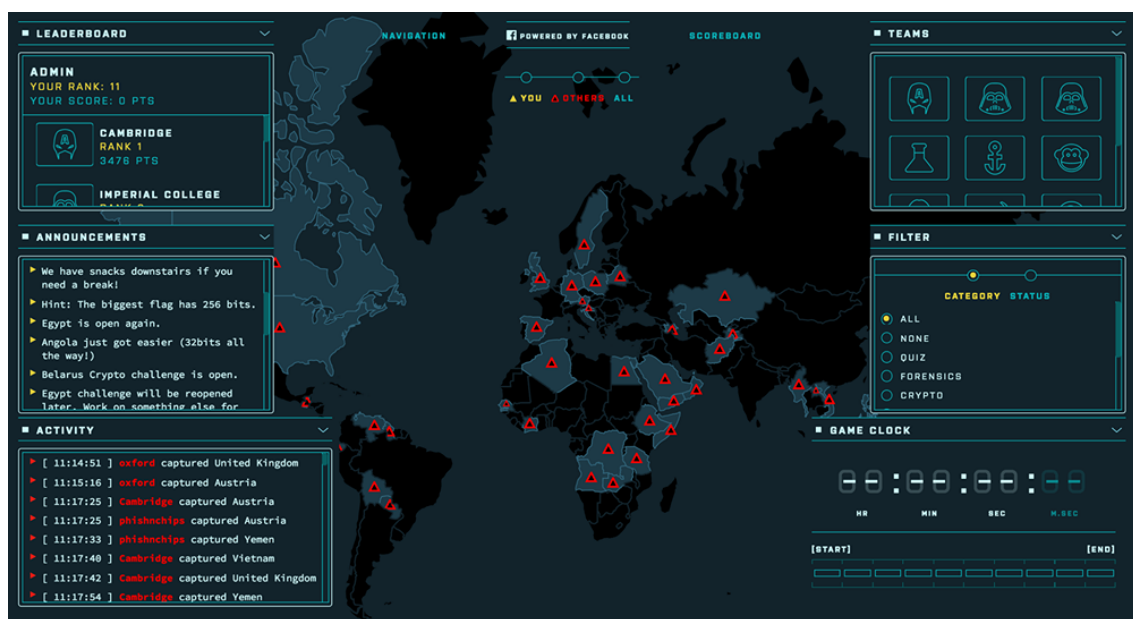 LEADERBOARD
NAVIGATION
POWERED BY FACEBOOK
SCOREBOARD
TEAMS
ADMIN
YOUR RANK: 11
YOUR SCORE: 0 PTS
YOU
OTHERS
ALL
CAMBRIDGE
RANK 1
3476 PTS
IMPERIAL COLLEGE
ANNOUNCEMENTS
We have snacks downstairs if you
need a break!
Hint: The biggest flag has 256 bits.
Egypt is open again.
Angola just got easier (32bits all
the way!)
Belarus Crypto challenge is open.
Egypt challenge will be reopened
later. Work on something else for
FILTER
CATEGORY STATUS
ALL
NONE
QUIZ
FORENSICS
CRYPTO
ACTIVITY
[ 11:14:51 ] oxford captured United Kingdom
[ 11:15:16 ] oxford captured Austria
[ 11:17:25 ] Cambridge captured Austria
[ 11:17:25 ] phishnchips captured Austria
[ 11:17:33 ] phishnchips captured Yemen
[ 11:17:40 ] Cambridge captured Vietnam
[ 11:17:42 ] Cambridge captured United Kingdom
[ 11:17:54 ] Cambridge captured Yemen
GAME CLOCK
-- : -- : -- : --
HR MIN SEC M.SEC
[START] [END]